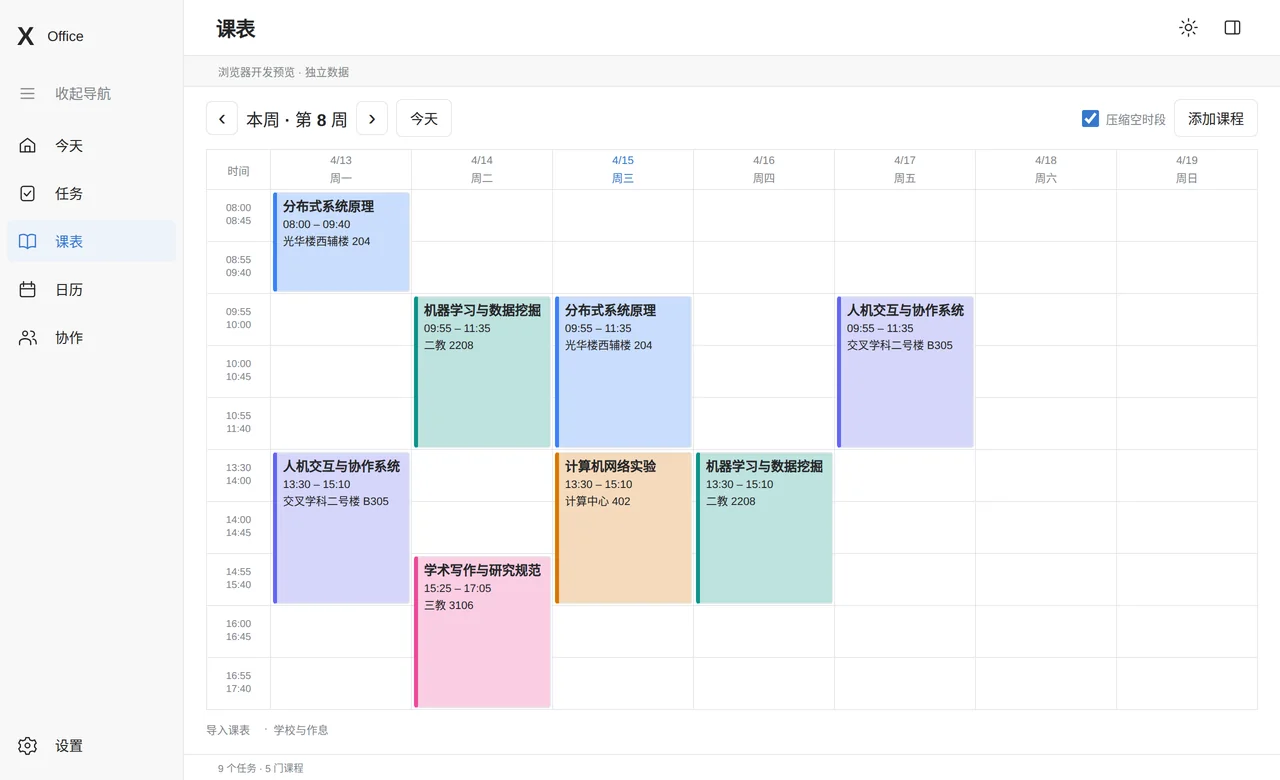 X Office
收起导航
今天
任务
课表
日历
协作
设置
课表
浏览器开发预览 · 独立数据
本周 · 第 8 周
今天
压缩空时段
添加课程
时间
4/13
周一
4/14
周二
4/15
周三
4/16
周四
4/17
周五
4/18
周六
4/19
周日
08:00
08:45
分布式系统原理
08:00 – 09:40
光华楼西辅楼 204
08:55
09:40
09:55
10:00
机器学习与数据挖掘
09:55 – 11:35
二教 2208
分布式系统原理
09:55 – 11:35
光华楼西辅楼 204
人机交互与协作系统
09:55 – 11:35
交叉学科二号楼 B305
10:00
10:45
10:55
11:40
13:30
14:00
人机交互与协作系统
13:30 – 15:10
交叉学科二号楼 B305
计算机网络实验
13:30 – 15:10
计算中心 402
机器学习与数据挖掘
13:30 – 15:10
二教 2208
14:00
14:45
14:55
15:40
学术写作与研究规范
15:25 – 17:05
三教 3106
16:00
16:45
16:55
17:40
导入课表 · 学校与作息
9 个任务 · 5 门课程